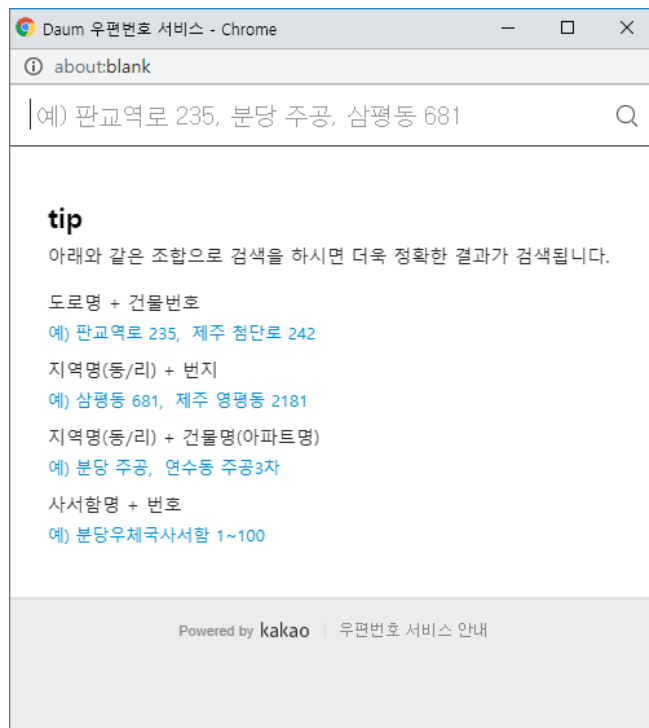 Daum 우편번호 서비스 - Chrome
about:blank
예) 판교역로 235, 분당 주공, 삼평동 681
tip
아래와 같은 조합으로 검색을 하시면 더욱 정확한 결과가 검색됩니다.
도로명 + 건물번호
예) 판교역로 235, 제주 첨단로 242
지역명(동/리) + 번지
예) 삼평동 681, 제주 영평동 2181
지역명(동/리) + 건물명(아파트명)
예) 분당 주공, 연수동 주공3차
사서함명 + 번호
예) 분당우체국사서함 1~100
Powered by kakao 우편번호 서비스 안내